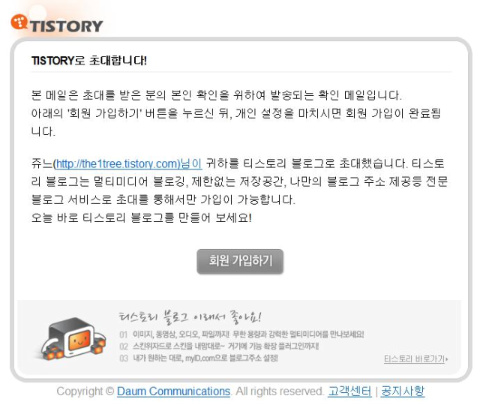 TISTORY
TISTORY로 초대합니다!
본 메일은 초대를 받은 분의 본인 확인을 위하여 발송되는 확인 메일입니다.
아래의 '회원 가입하기' 버튼을 누르신 뒤, 개인 설정을 마치시면 회원 가입이 완료됩
니다.
쥬느(http://the1tree.tistory.com)님이 귀하를 티스토리 블로그로 초대했습니다. 티스토
리 블로그는 멀티미디어 블로깅, 제한없는 저장공간, 나만의 블로그 주소 제공등 전문
블로그 서비스로 초대를 통해서만 가입이 가능합니다.
오늘 바로 티스토리 블로그를 만들어 보세요!
회원 가입하기
티스토리 블로그 이래서 좋아요!
01 이미지, 동영상, 오디오, 파일까지! 무한 용량과 강력한 멀티미디어를 만나보세요!
02 스킨위자드로 스킨을 내맘대로~ 거기에 기능 확장 플러그인까지!
03 내가 원하는 대로, myID.com으로 블로그주소 설정!
티스토리 바로가기
Copyright © Daum Communications. All rights reserved. 고객센터 | 공지사항